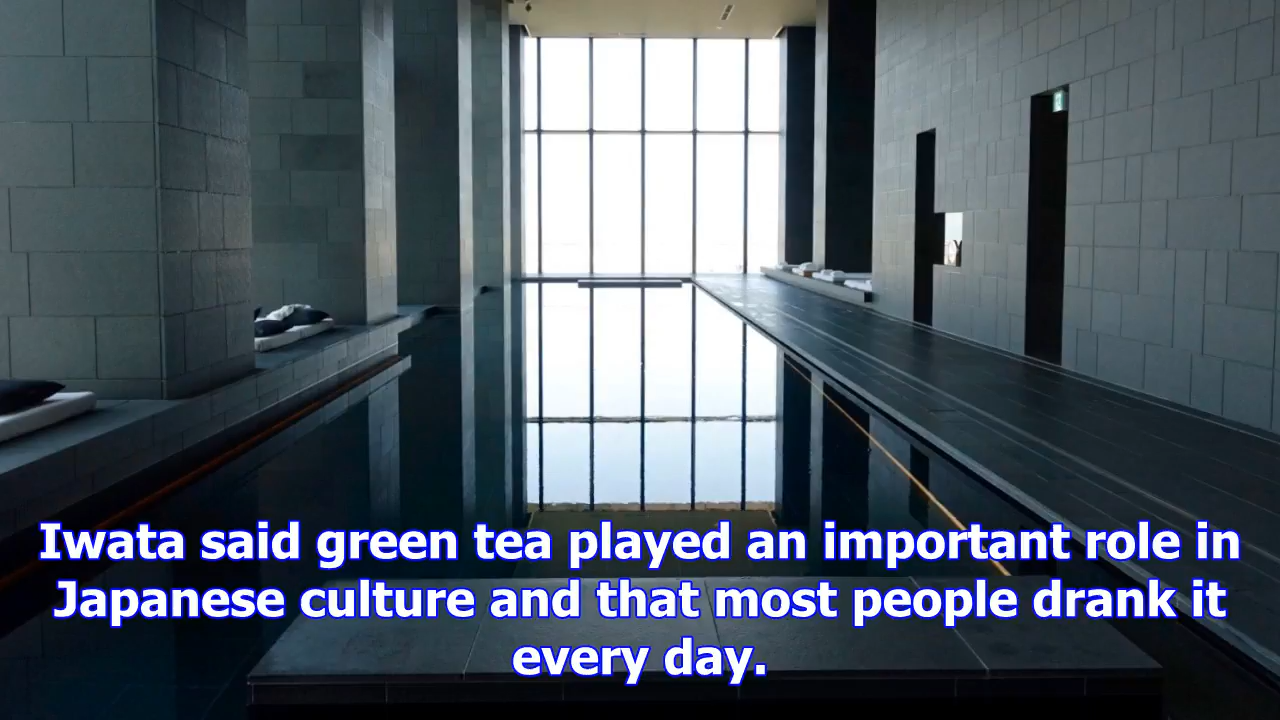 Iwata said green tea played an important role in
Japanese culture and that most people drank it
every day.